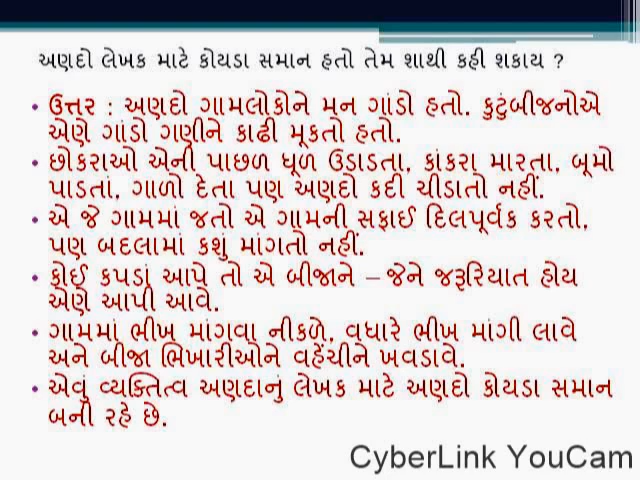 અણદો લેખક માટે કોયડા સમાન હતો તેમ શાથી કહી શકાય ?
• ઉત્તર : અણદો ગામલોકોને મન ગાંડો હતો. કુટુંબીજનોએ
એણે ગાંડો ગણીને કાઢી મૂકતો હતો.
• છોકરાઓ એની પાછળ ધૂળ ઉડાડતા, કાંકરા મારતા, બૂમો
પાડતાં, ગાળો દેતા પણ અણદો કદી ચીડાતો નહીં.
• એ જે ગામમાં જતો એ ગામની સફાઈ દિલપૂર્વક કરતો,
પણ બદલામાં કશું માંગતો નહીં.
• કોઈ કપડાં આપે તો એ બીજાને – જેને જરૂરિયાત હોય
એણે આપી આવે.
• ગામમાં ભીખ માંગવા નીકળે, વધારે ભીખ માંગી લાવે
અને બીજા ભિખારીઓને વહેંચીને ખવડાવે.
• એવું વ્યક્તિત્વ અણદાનું લેખક માટે અણદો કોયડા સમાન
બની રહે છે.
CyberLink YouCam